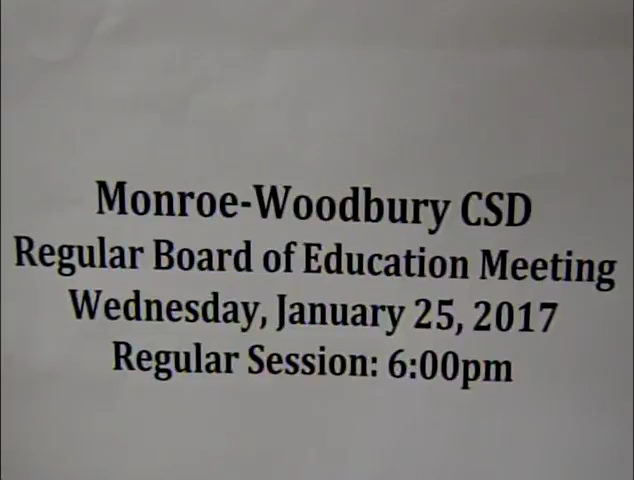 Monroe-Woodbury CSD
Regular Board of Education Meeting
Wednesday, January 25, 2017
Regular Session: 6:00pm